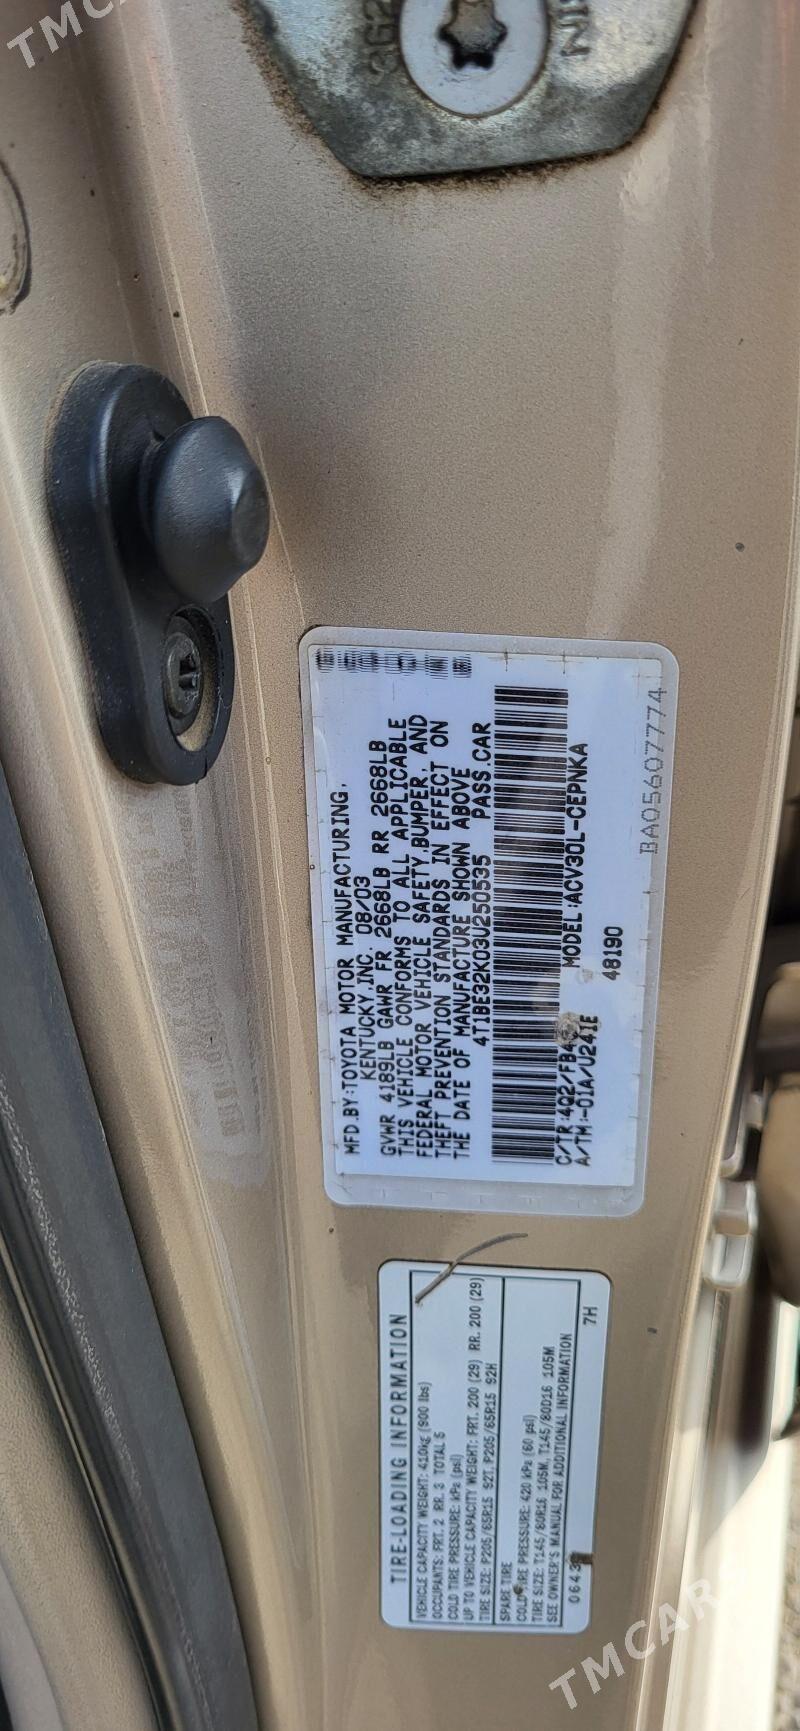 TMCARS
MFD.BY:TOYOTA MOTOR MANUFACTURING,
KENTUCKY,INC. 08/03
GVWR 4189LB GAWR FR 2668LB RR 2668LB
THIS VEHICLE CONFORMS TO ALL APPLICABLE
FEDERAL MOTOR VEHICLE SAFETY,BUMPER, AND
THEFT PREVENTION STANDARDS IN EFFECT ON
THE DATE OF MANUFACTURE SHOWN ABOVE
4T1BE32K03U250535 PASS.CAR
C/TR:4Q2/FB4 MODEL:ACV30L-CEPNKA
A/TM:-01A/U241E 48190
BA05607774
TIRE-LOADING INFORMATION
VEHICLE CAPACITY WEIGHT: 410kg (900 lbs)
OCCUPANTS: FRT. 2 RR. 3 TOTAL 5
COLD TIRE PRESSURE: kPa (psi)
UP TO VEHICLE CAPACITY WEIGHT: FRT. 200 (29) RR. 200 (29)
TIRE SIZE: P205/65R15 92T, P205/65R15 92H
SPARE TIRE
COLD TIRE PRESSURE: 420 kPa (60 psi)
TIRE SIZE: T145/80R16 105M, T145/80D16 105M
SEE OWNER'S MANUAL FOR ADDITIONAL INFORMATION
0643 7H
TMCARS